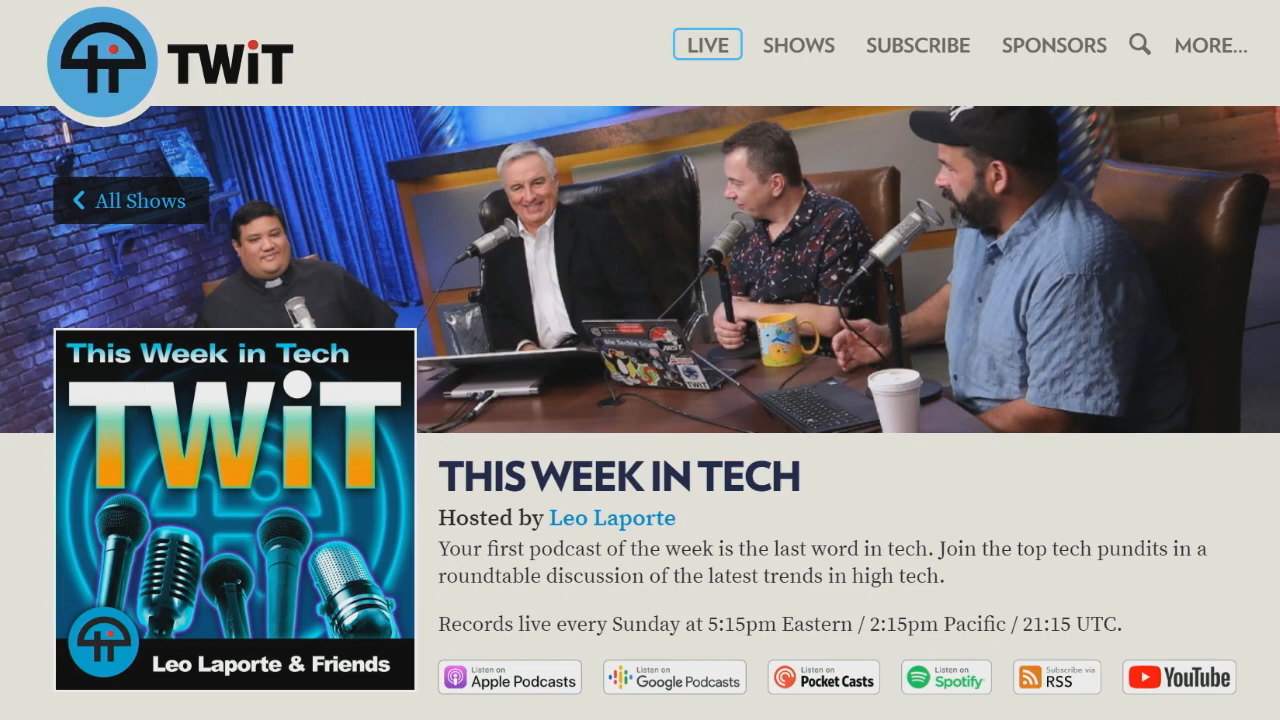 TWiT
LIVE
SHOWS
SUBSCRIBE
SPONSORS
MORE...
All Shows
TWiT
This Week in Tech
TWiT
Leo Laporte & Friends
THIS WEEK IN TECH
Hosted by Leo Laporte
Your first podcast of the week is the last word in tech. Join the top tech pundits in a
roundtable discussion of the latest trends in high tech.
Records live every Sunday at 5:15pm Eastern / 2:15pm Pacific / 21:15 UTC.
Listen on
Apple Podcasts
Listen on
Google Podcasts
Listen on
Pocket Casts
Listen on
Spotify
Subscribe via
RSS
YouTube